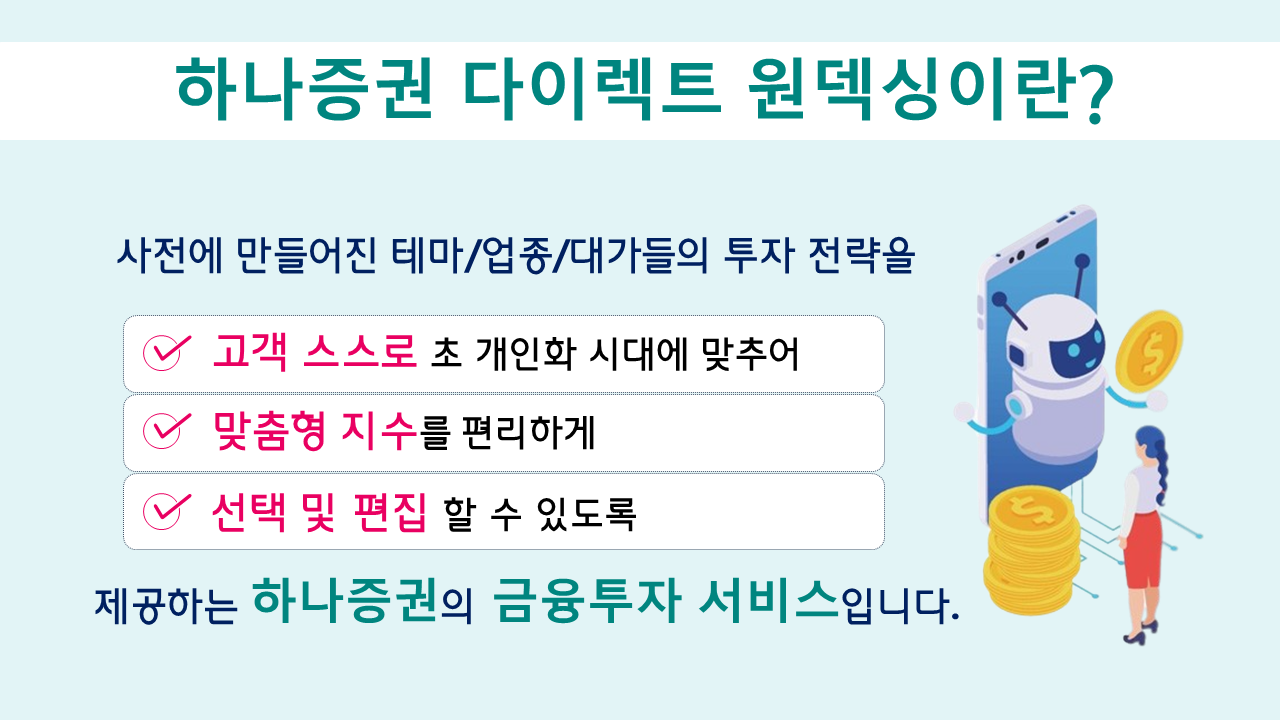 하나증권 다이렉트 원덱싱이란?
사전에 만들어진 테마/업종/대가들의 투자 전략을
고객 스스로 초 개인화 시대에 맞추어
맞춤형 지수를 편리하게
선택 및 편집 할 수 있도록
제공하는 하나증권의 금융투자 서비스입니다.